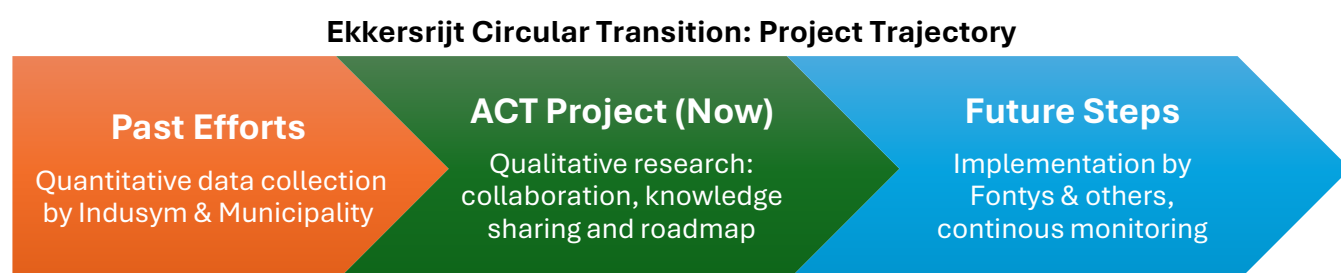 Ekkersrijt Circular Transition: Project Trajectory
Past Efforts
Quantitative data collection
by Indusym & Municipality
ACT Project (Now)
Qualitative research:
collaboration, knowledge
sharing and roadmap
Future Steps
Implementation by
Fontys & others,
continous monitoring